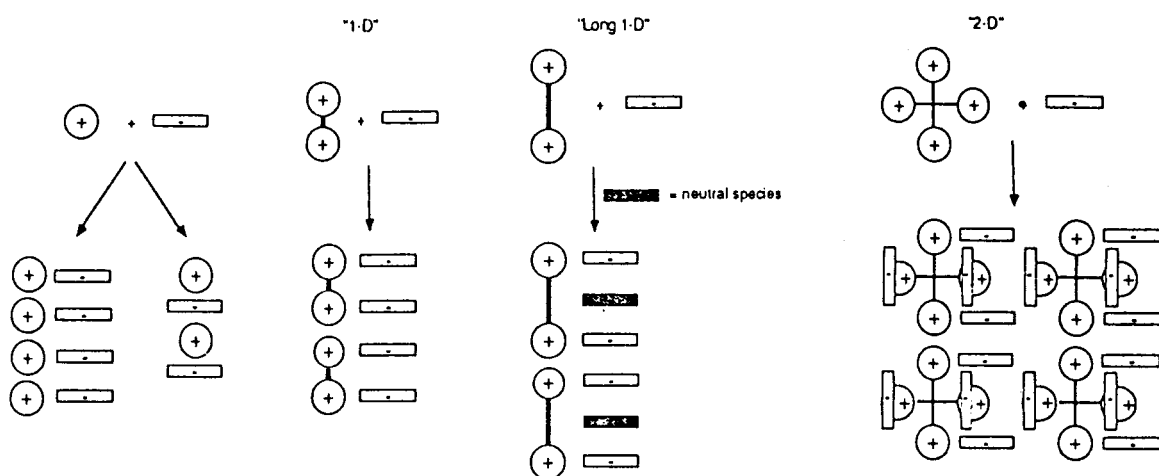 "1-D"
"Long 1-D"
"2-D"
= neutral species